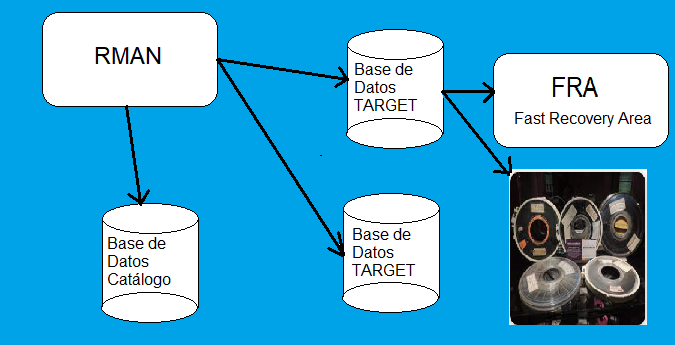 RMAN
Base de
Datos
TARGET
FRA
Fast Recovery Area
Base de
Datos
Catálogo
Base de
Datos
TARGET